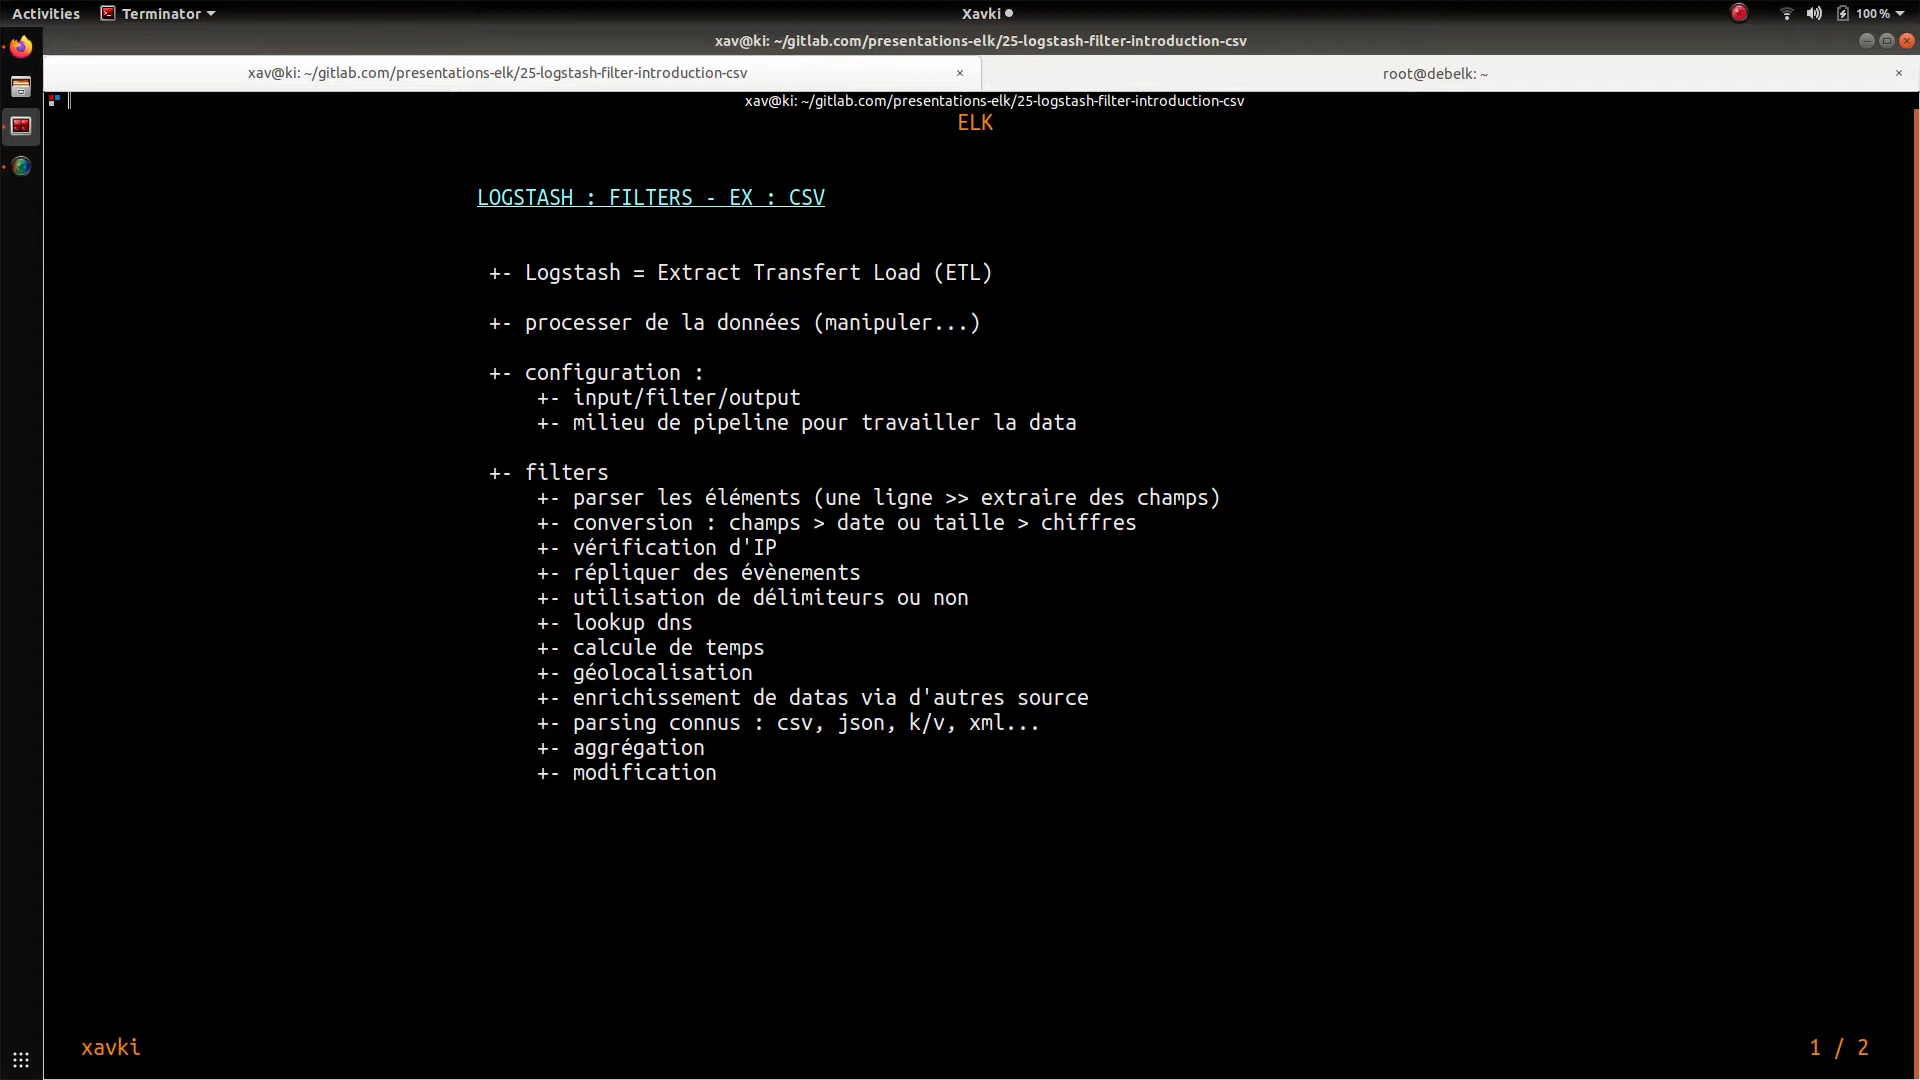 Activities Terminator Xavki 100 %
xav@ki: ~/gitlab.com/presentations-elk/25-logstash-filter-introduction-csv
xav@ki: ~/gitlab.com/presentations-elk/25-logstash-filter-introduction-csv × root@debelk: ~ ×
xav@ki: ~/gitlab.com/presentations-elk/25-logstash-filter-introduction-csv
ELK
LOGSTASH : FILTERS - EX : CSV
+- Logstash = Extract Transfert Load (ETL)
+- processer de la données (manipuler...)
+- configuration :
+- input/filter/output
+- milieu de pipeline pour travailler la data
+- filters
+- parser les éléments (une ligne >> extraire des champs)
+- conversion : champs > date ou taille > chiffres
+- vérification d'IP
+- répliquer des évènements
+- utilisation de délimiteurs ou non
+- lookup dns
+- calcule de temps
+- géolocalisation
+- enrichissement de datas via d'autres source
+- parsing connus : csv, json, k/v, xml...
+- aggrégation
+- modification
xavki 1 / 2